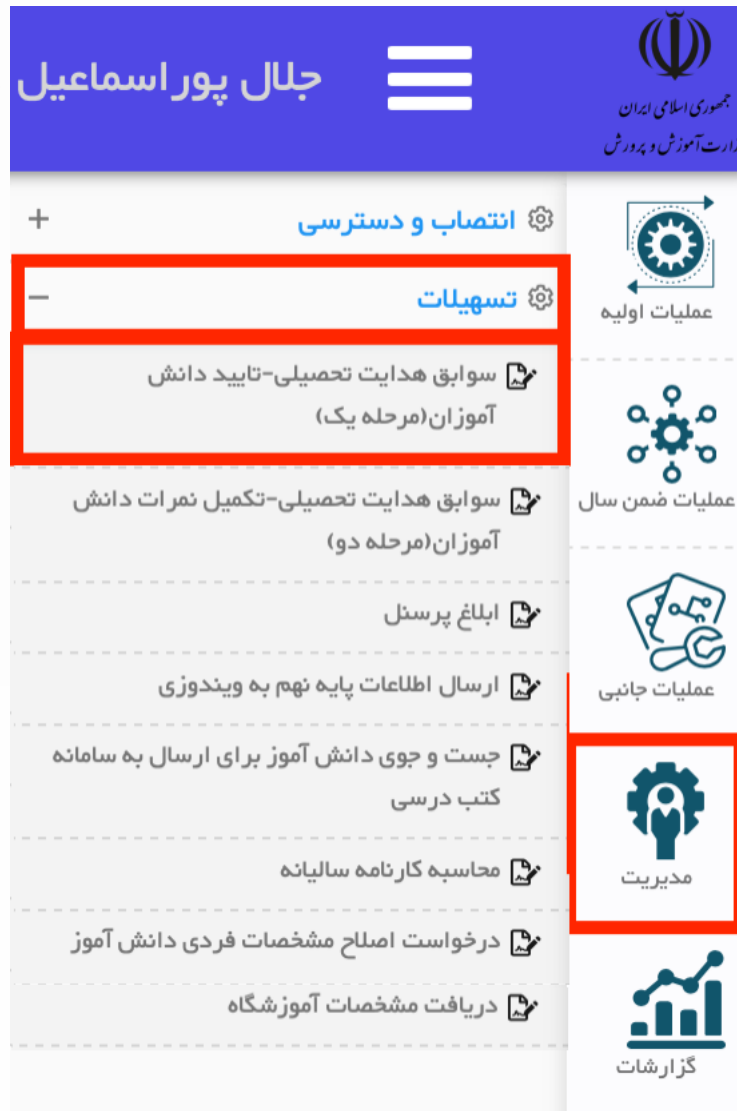 جلال پور اسماعیل
جمهوری اسلامی ایران
وزارت آموزش و پرورش
انتصاب و دسترسی
+
تسهیلات
−
سوابق هدایت تحصیلی-تایید دانش
آموزان(مرحله یک)
سوابق هدایت تحصیلی-تکمیل نمرات دانش
آموزان(مرحله دو)
ابلاغ پرسنل
ارسال اطلاعات پایه نهم به ویندوزی
جست و جوی دانش آموز برای ارسال به سامانه
کتب درسی
محاسبه کارنامه سالیانه
درخواست اصلاح مشخصات فردی دانش آموز
دریافت مشخصات آموزشگاه
عملیات اولیه
عملیات ضمن سال
عملیات جانبی
مدیریت
گزارشات